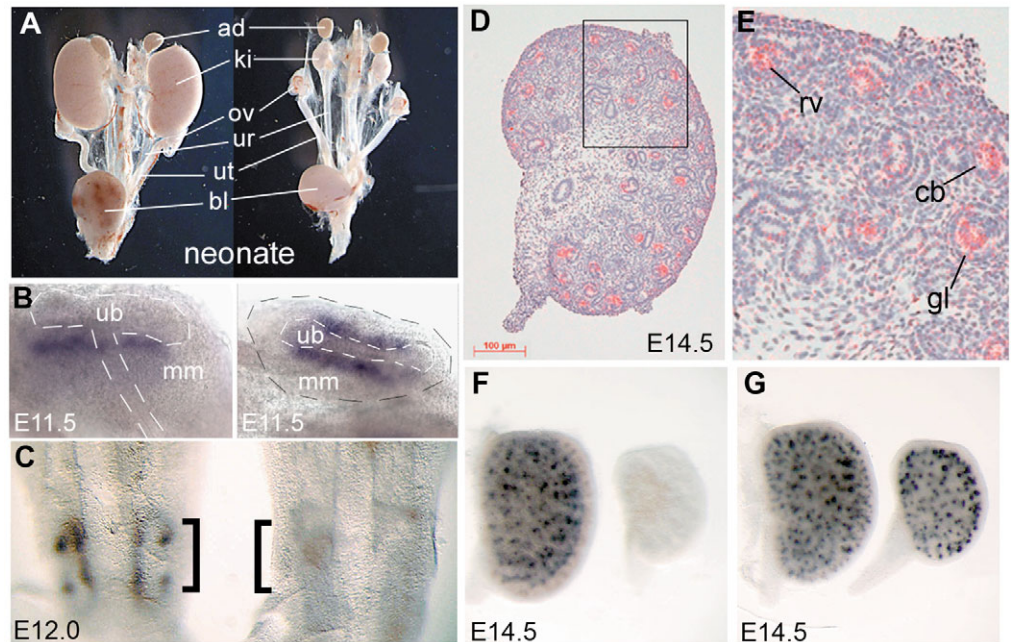 A
ad
ki
ov
ur
ut
bl
neonate
B
ub
mm
E11.5
ub
mm
E11.5
C
E12.0
D
100 μm
E14.5
E
rv
cb
gl
F
E14.5
G
E14.5